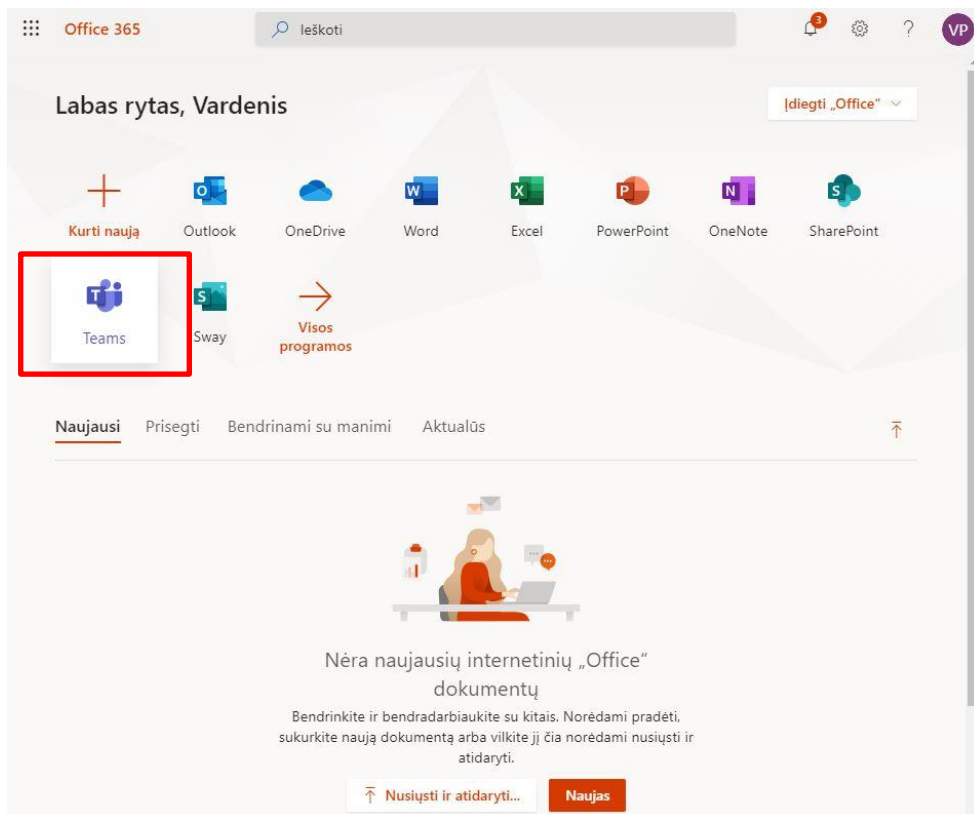 Office 365
Ieškoti
3
?
VP
Labas rytas, Vardenis
Įdiegti „Office“
Kurti naują
Outlook
OneDrive
Word
Excel
PowerPoint
OneNote
SharePoint
Teams
Sway
Visos
programos
Naujausi
Prisegti
Bendrinami su manimi
Aktualūs
Nėra naujausių internetinių „Office“
dokumentų
Bendrinkite ir bendradarbiaukite su kitais. Norėdami pradėti,
sukurkite naują dokumentą arba vilkite jį čia norėdami nusiųsti ir
atidaryti.
Nusiųsti ir atidaryti...
Naujas